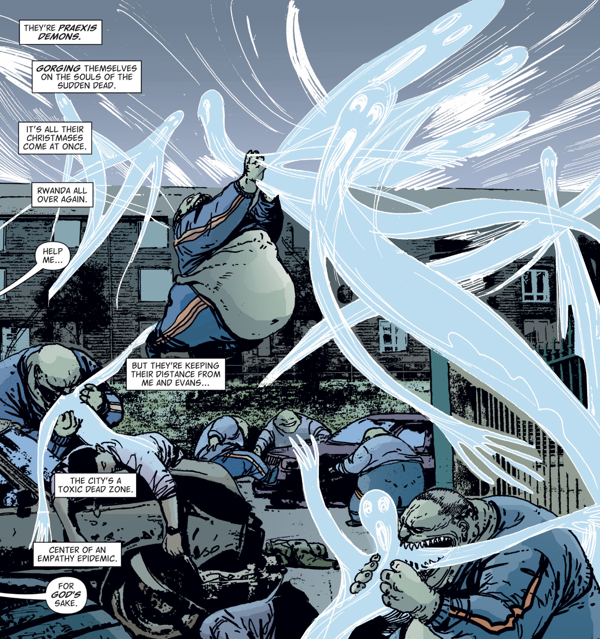 THEY'RE PRAEXIS
DEMONS.
GORGING THEMSELVES
ON THE SOULS OF THE
SUDDEN DEAD.
IT'S ALL THEIR
CHRISTMASES
COME AT ONCE.
RWANDA ALL
OVER AGAIN.
HELP
ME...
BUT THEY'RE KEEPING
THEIR DISTANCE FROM
ME AND EVANS...
THE CITY'S A
TOXIC DEAD ZONE.
CENTER OF AN
EMPATHY EPIDEMIC.
FOR
GOD'S
SAKE.